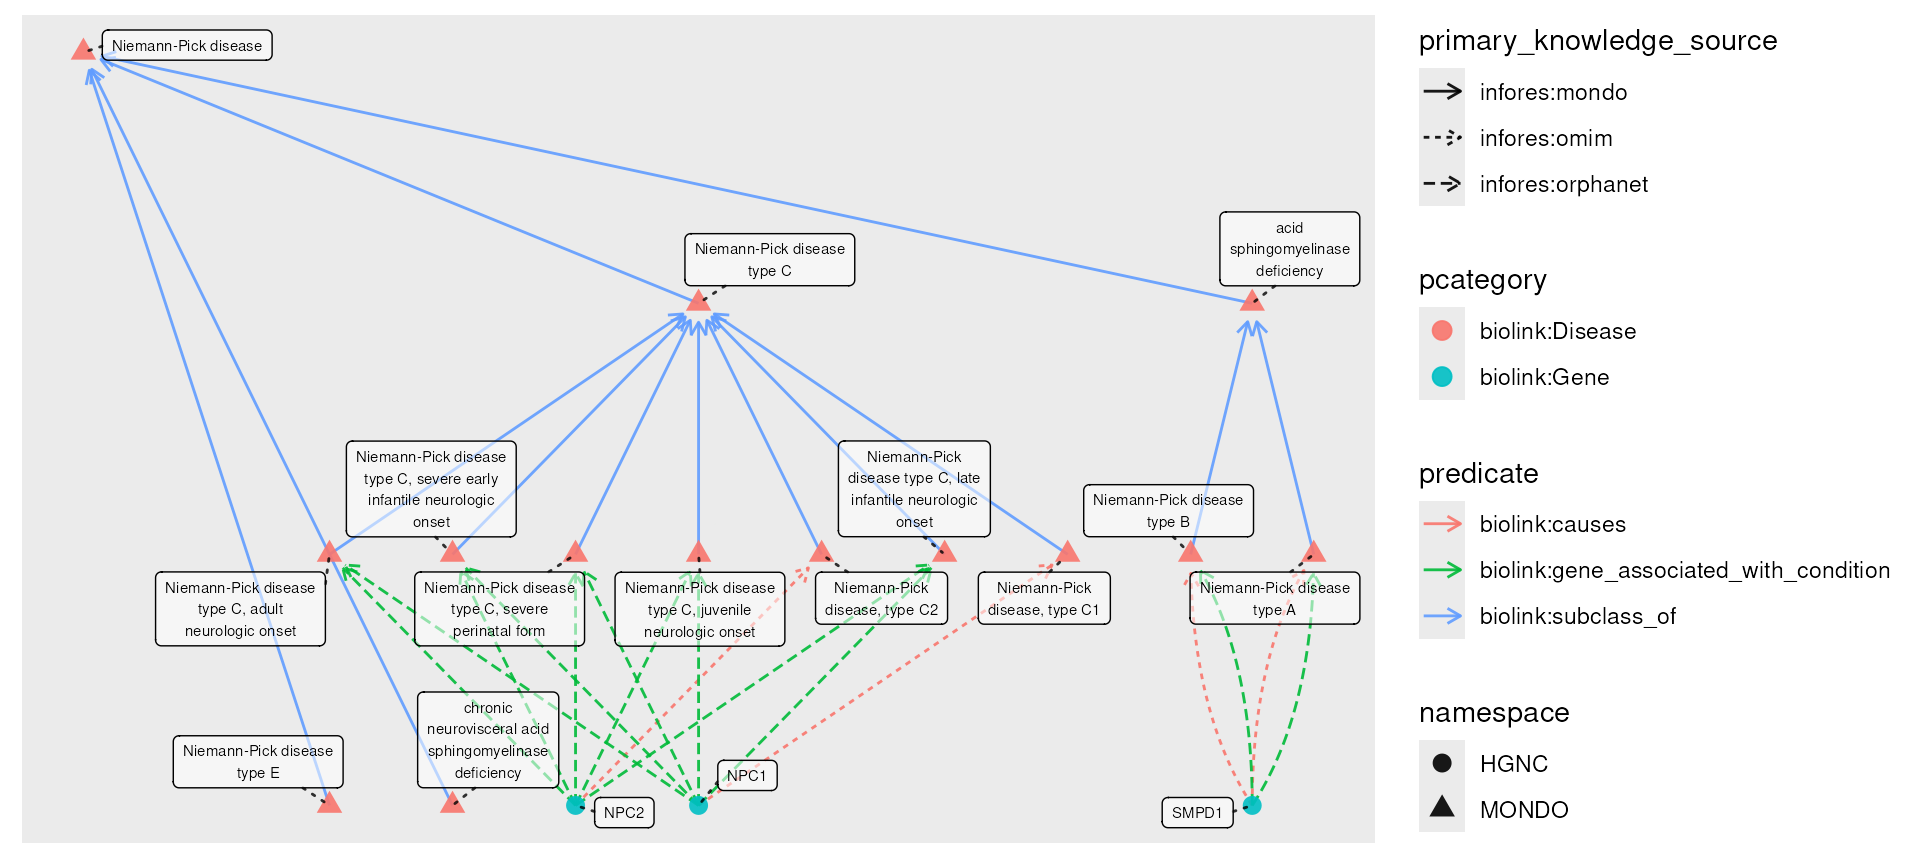 Niemann-Pick disease
Niemann-Pick disease
type C
acid
sphingomyelinase
deficiency
Niemann-Pick disease
type C, severe early
infantile neurologic
onset
Niemann-Pick
disease type C, late
infantile neurologic
onset
Niemann-Pick disease
type B
Niemann-Pick disease
type C, adult
neurologic onset
Niemann-Pick disease
type C, severe
perinatal form
Niemann-Pick disease
type C, juvenile
neurologic onset
Niemann-Pick
disease, type C2
Niemann-Pick
disease, type C1
Niemann-Pick disease
type A
Niemann-Pick disease
type E
chronic
neurovisceral acid
sphingomyelinase
deficiency
NPC2
NPC1
SMPD1
primary_knowledge_source
infores:mondo
infores:omim
infores:orphanet
pcategory
biolink:Disease
biolink:Gene
predicate
biolink:causes
biolink:gene_associated_with_condition
biolink:subclass_of
namespace
HGNC
MONDO